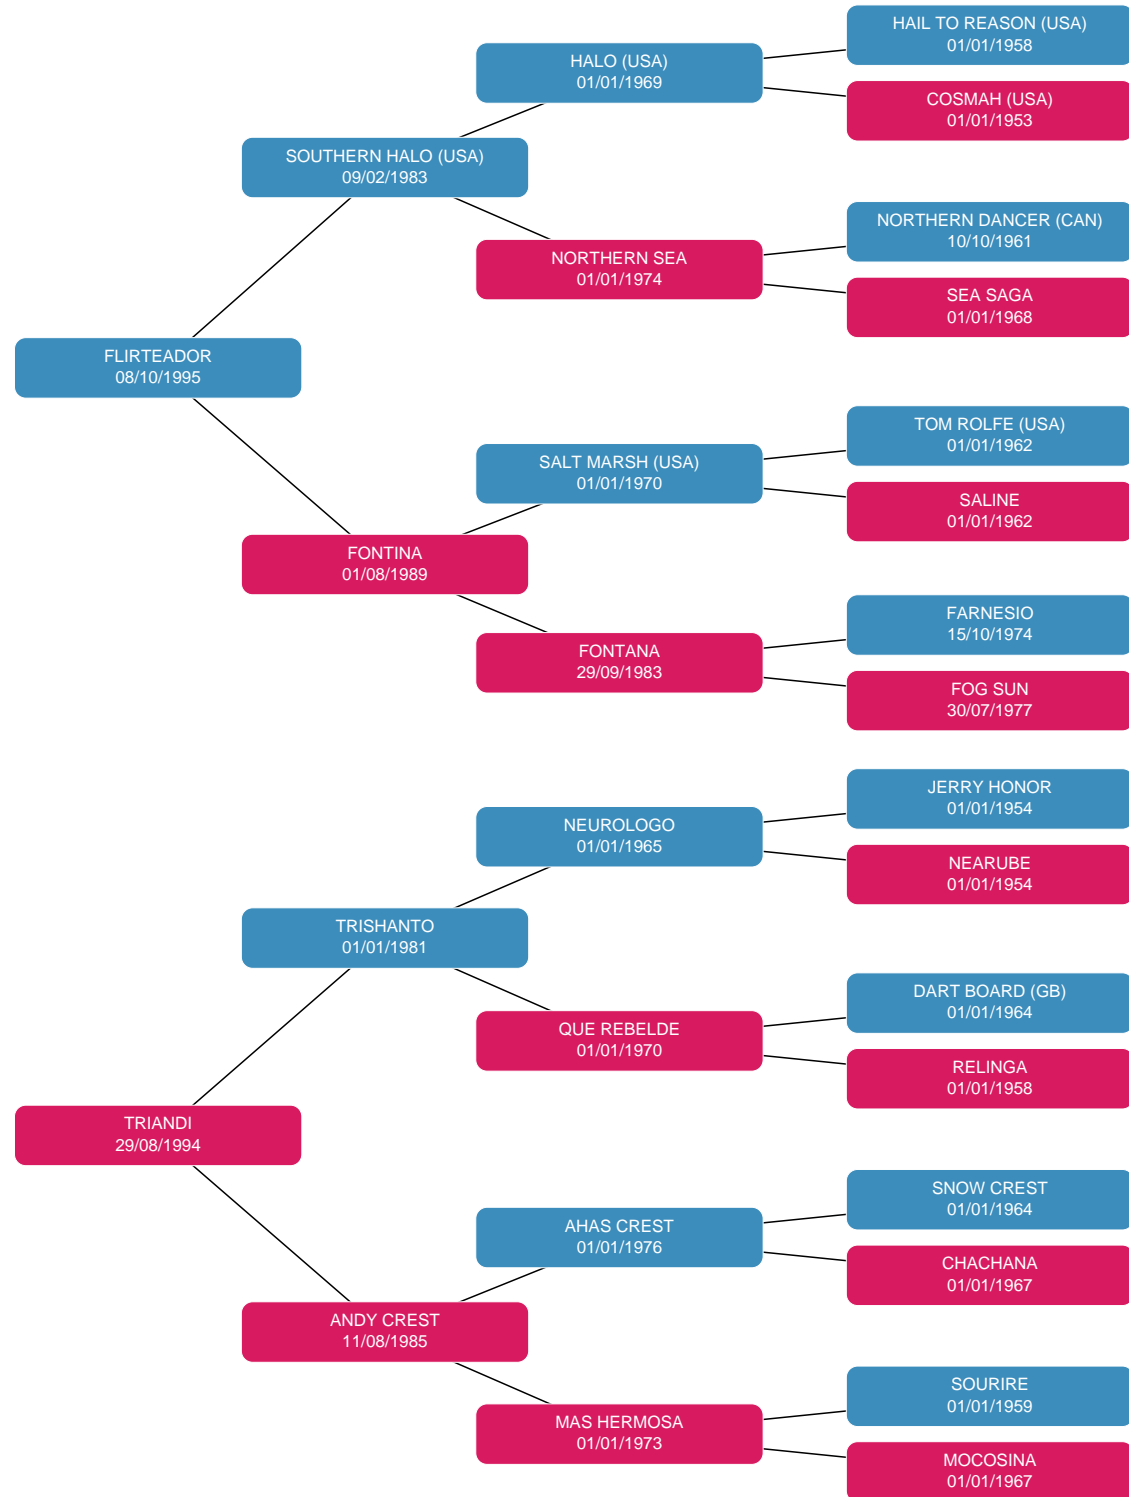 HAIL TO REASON (USA)
01/01/1958
HALO (USA)
01/01/1969
COSMAH (USA)
01/01/1953
SOUTHERN HALO (USA)
09/02/1983
NORTHERN DANCER (CAN)
10/10/1961
NORTHERN SEA
01/01/1974
SEA SAGA
01/01/1968
FLIRTEADOR
08/10/1995
TOM ROLFE (USA)
01/01/1962
SALT MARSH (USA)
01/01/1970
SALINE
01/01/1962
FONTINA
01/08/1989
FARNESIO
15/10/1974
FONTANA
29/09/1983
FOG SUN
30/07/1977
JERRY HONOR
01/01/1954
NEUROLOGO
01/01/1965
NEARUBE
01/01/1954
TRISHANTO
01/01/1981
DART BOARD (GB)
01/01/1964
QUE REBELDE
01/01/1970
RELINGA
01/01/1958
TRIANDI
29/08/1994
SNOW CREST
01/01/1964
AHAS CREST
01/01/1976
CHACHANA
01/01/1967
ANDY CREST
11/08/1985
SOURIRE
01/01/1959
MAS HERMOSA
01/01/1973
MOCOSINA
01/01/1967